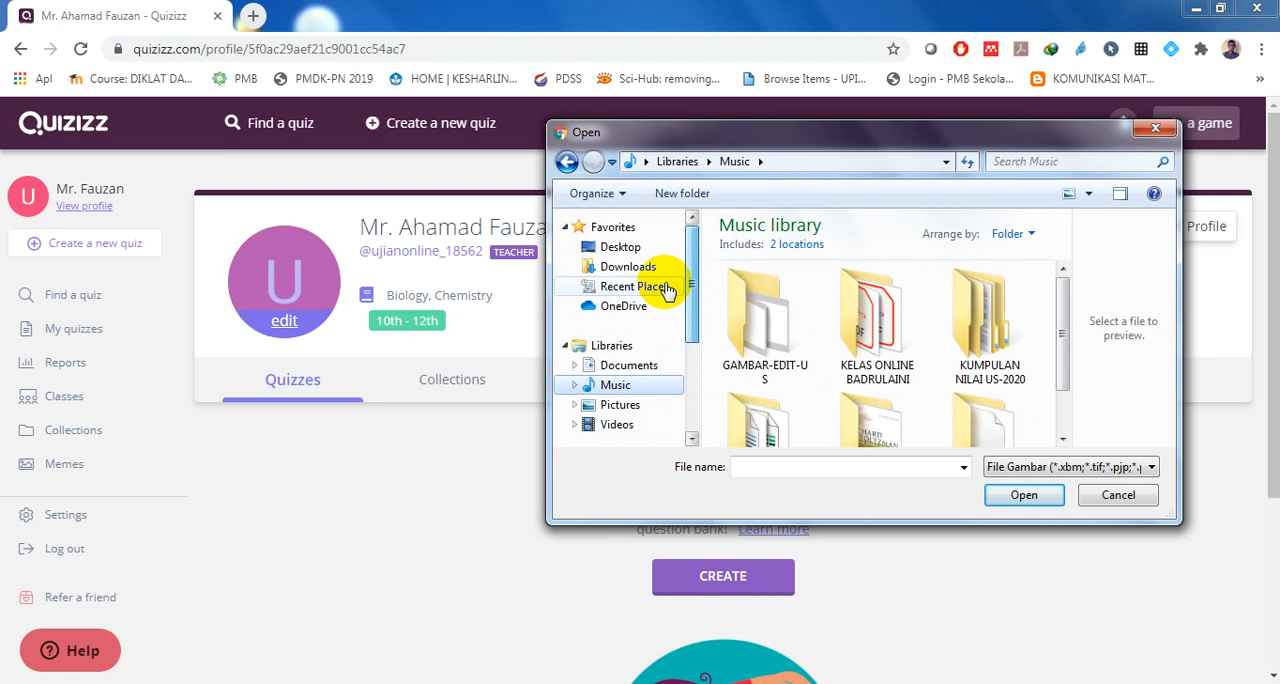 Mr. Ahamad Fauzan - Quizizz
quizizz.com/profile/5f0ac29aef21c9001cc54ac7
Apl
Course: DIKLAT DA...
PMB
PMDK-PN 2019
HOME | KESHARLIN...
PDSS
Sci-Hub: removing...
Browse Items - UPI...
Login - PMB Sekola...
KOMUNIKASI MAT...
»
QUIZIZZ
Find a quiz
Create a new quiz
a game
U
Mr. Fauzan
View profile
Create a new quiz
Find a quiz
My quizzes
Reports
Classes
Collections
Memes
Settings
Log out
Refer a friend
Help
U
edit
Mr. Ahamad Fauza
@ujianonline_18562 TEACHER
Biology, Chemistry
10th - 12th
Profile
Quizzes
Collections
question bank! Learn more
CREATE
Open
Libraries
Music
Search Music
Organize
New folder
Favorites
Desktop
Downloads
Recent Place
OneDrive
Libraries
Documents
Music
Pictures
Videos
Music library
Includes: 2 locations
Arrange by: Folder
GAMBAR-EDIT-U
S
KELAS ONLINE
BADRULAINI
KUMPULAN
NILAI US-2020
Select a file to
preview.
File name:
File Gambar (*.xbm;*.tif;*.pjp;*.
Open
Cancel